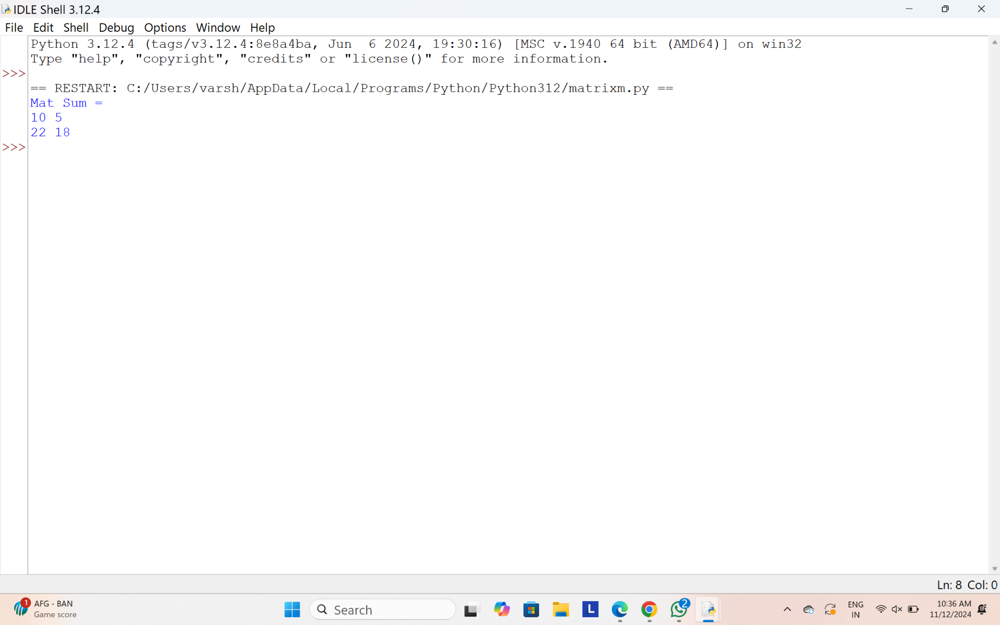 IDLE Shell 3.12.4
File Edit Shell Debug Options Window Help
Python 3.12.4 (tags/v3.12.4:8e8a4ba, Jun  6 2024, 19:30:16) [MSC v.1940 64 bit (AMD64)] on win32
Type "help", "copyright", "credits" or "license()" for more information.
>>>
== RESTART: C:/Users/varsh/AppData/Local/Programs/Python/Python312/matrixm.py ==
Mat Sum =
10 5
22 18
>>>
Ln: 8 Col: 0
1
AFG - BAN
Game score
Search
L
2
ENG
IN
10:36 AM
11/12/2024